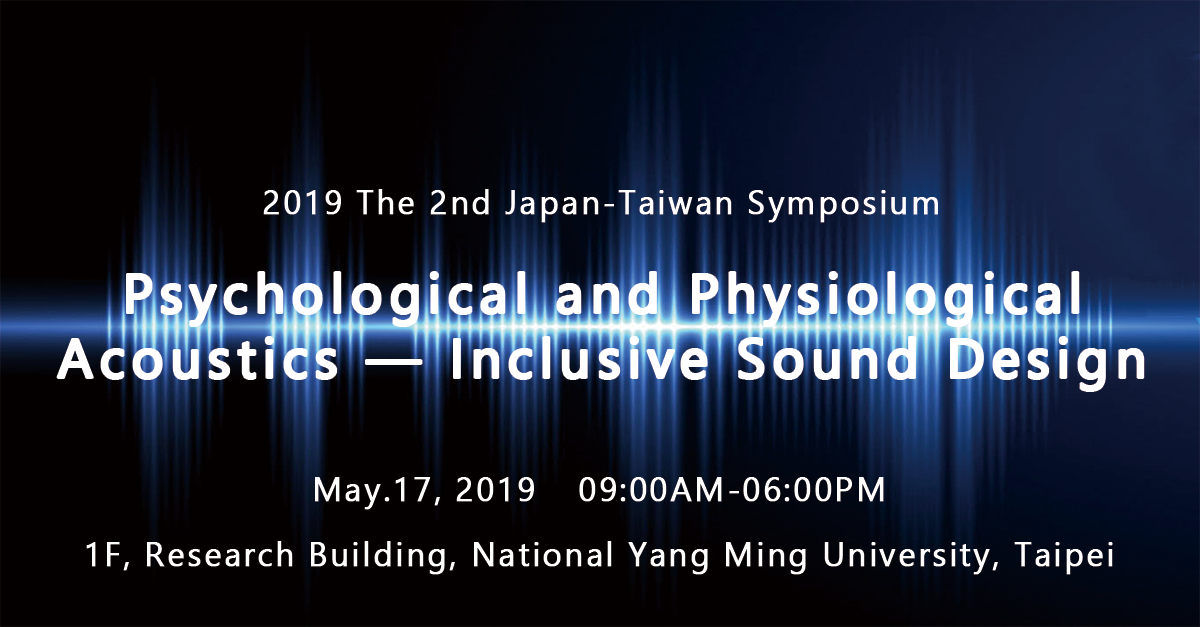 2019 The 2nd Japan-Taiwan Symposium
Psychological and Physiological
Acoustics — Inclusive Sound Design
May.17, 2019 09:00AM-06:00PM
1F, Research Building, National Yang Ming University, Taipei